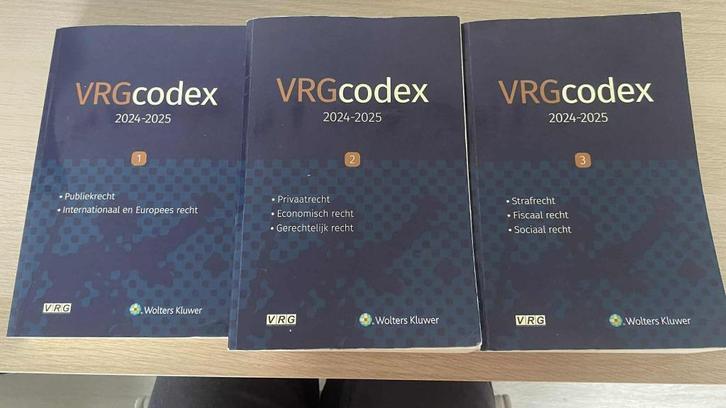 VRGcodex
2024-2025
1
• Publiekrecht
• Internationaal en Europees recht
VRG
Wolters Kluwer
VRGcodex
2024-2025
2
• Privaatrecht
• Economisch recht
• Gerechtelijk recht
VRG
Wolters Kluwer
VRGcodex
2024-2025
3
• Strafrecht
• Fiscaal recht
• Sociaal recht
VRG
Wolters Kluwer